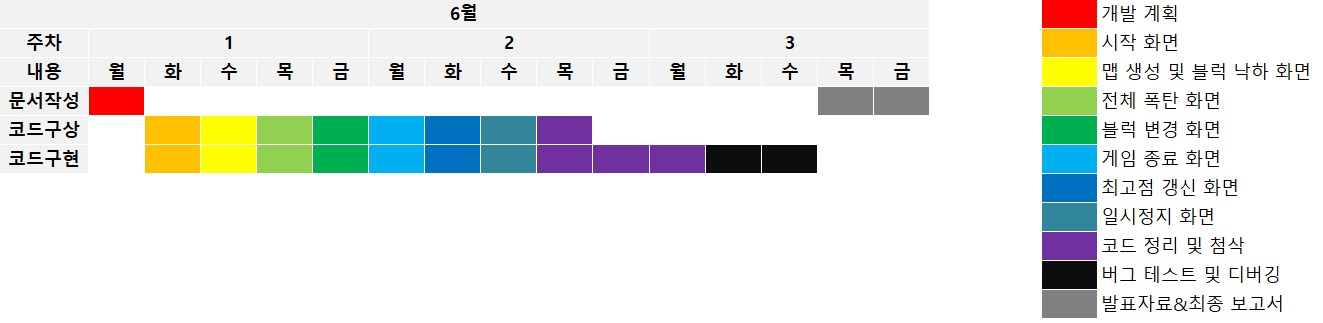 6월
주차 1 2 3
내용 월 화 수 목 금 월 화 수 목 금 월 화 수 목 금
문서작성
코드구상
코드구현
개발 계획
시작 화면
맵 생성 및 블럭 낙하 화면
전체 폭탄 화면
블럭 변경 화면
게임 종료 화면
최고점 갱신 화면
일시정지 화면
코드 정리 및 첨삭
버그 테스트 및 디버깅
발표자료&최종 보고서